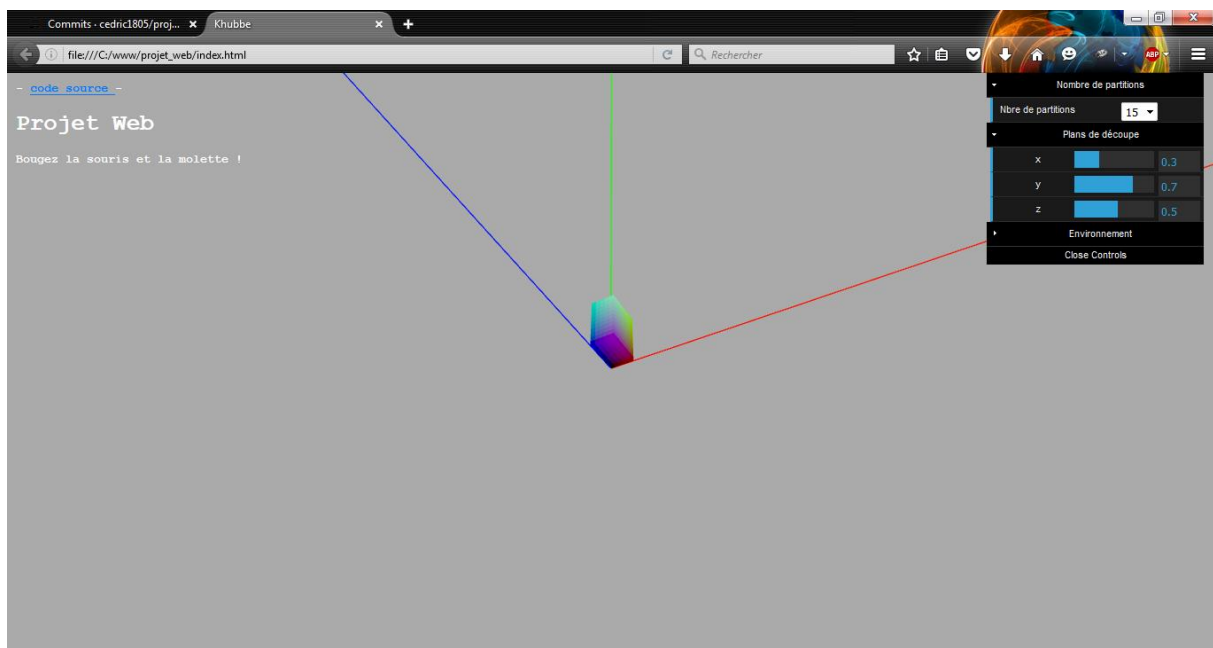 Commits · cedric1805/proj...
Khubbe
file:///C:/www/projet_web/index.html
Rechercher
ABP
- code source -
Projet Web
Bougez la souris et la molette !
Nombre de partitions
Nbre de partitions 15
Plans de découpe
x 0.3
y 0.7
z 0.5
Environnement
Close Controls